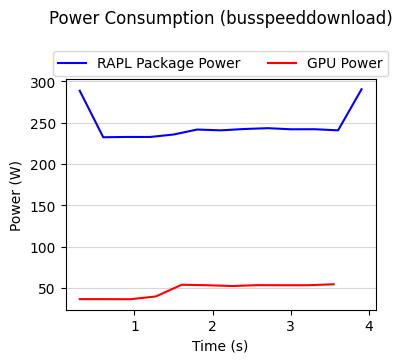 Power Consumption (busspeeddownload)
RAPL Package Power
GPU Power
300
250
200
150
100
50
Power (W)
1
2
3
4
Time (s)